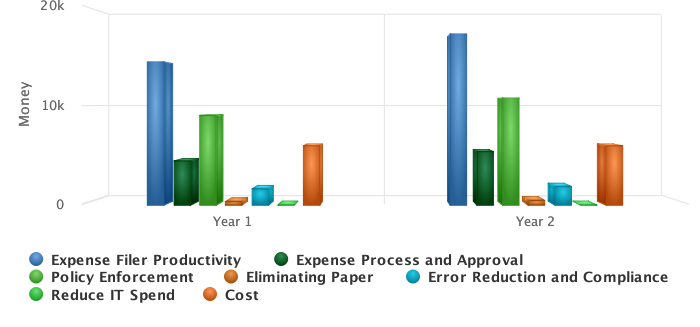 20k
Money
10k
0
Year 1 Year 2
Expense Filer Productivity Expense Process and Approval
Policy Enforcement Eliminating Paper Error Reduction and Compliance
Reduce IT Spend Cost